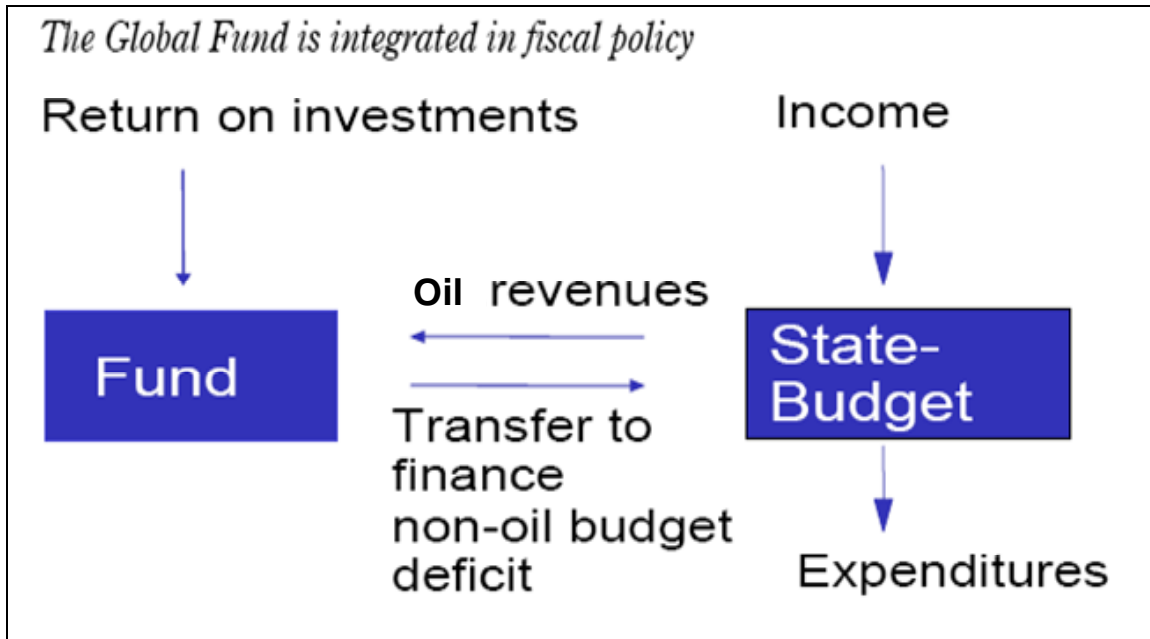 The Global Fund is integrated in fiscal policy
Return on investments
Income
Oil revenues
Fund
State-
Budget
Transfer to
finance
non-oil budget
deficit
Expenditures